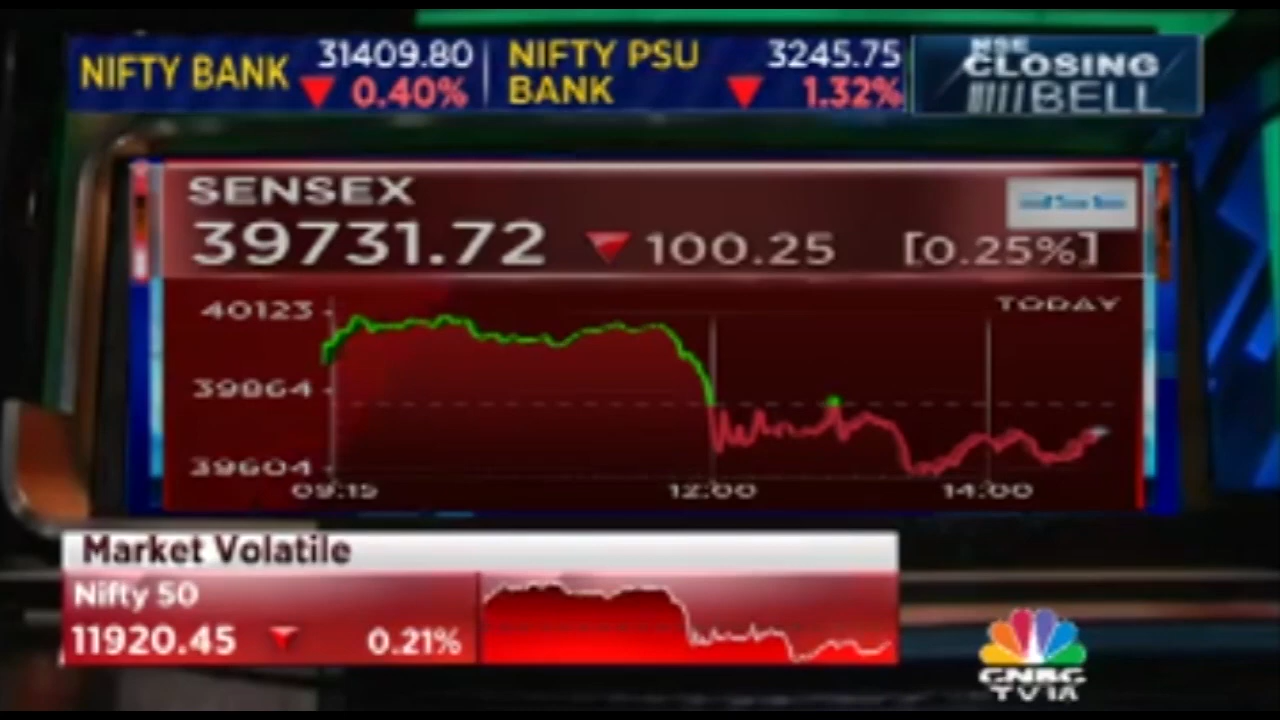 NIFTY BANK 31409.80 ▼ 0.40%
NIFTY PSU BANK 3245.75 ▼ 1.32%
NSE
CLOSING
BELL
SENSEX
39731.72 ▼ 100.25 [0.25%]
TODAY
40123
39864
39604
09:15 12:00 14:00
Market Volatile
Nifty 50
11920.45 ▼ 0.21%
CNBC
TV18